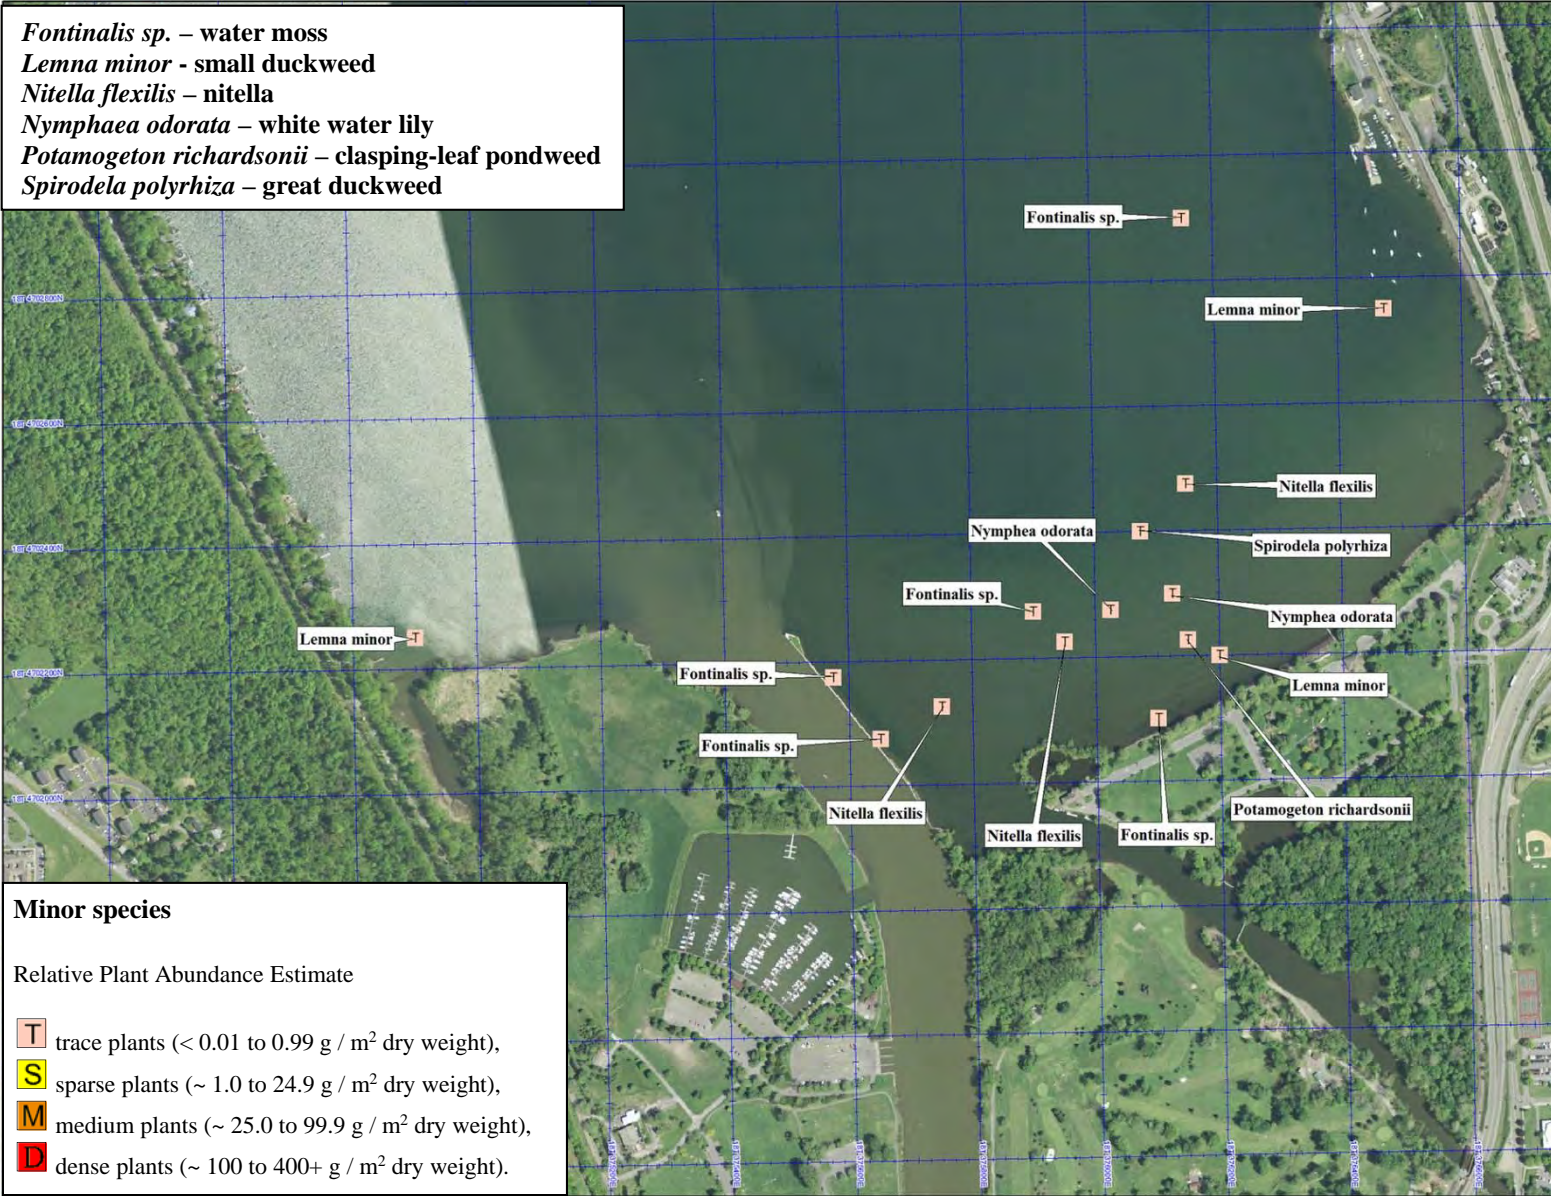 Fontinalis sp. – water moss
Lemna minor - small duckweed
Nitella flexilis – nitella
Nymphaea odorata – white water lily
Potamogeton richardsonii – clasping-leaf pondweed
Spirodela polyrhiza – great duckweed
Fontinalis sp. T
Lemna minor T
T Nitella flexilis
Nymphea odorata
T Spirodela polyrhiza
Fontinalis sp. T
T
T Nymphea odorata
Lemna minor T
T
T
T Lemna minor
Fontinalis sp. T
T
T
Fontinalis sp. T
Nitella flexilis
Nitella flexilis
Fontinalis sp.
Potamogeton richardsonii
Minor species
Relative Plant Abundance Estimate
T trace plants (< 0.01 to 0.99 g / m² dry weight),
S sparse plants (~ 1.0 to 24.9 g / m² dry weight),
M medium plants (~ 25.0 to 99.9 g / m² dry weight),
D dense plants (~ 100 to 400+ g / m² dry weight).